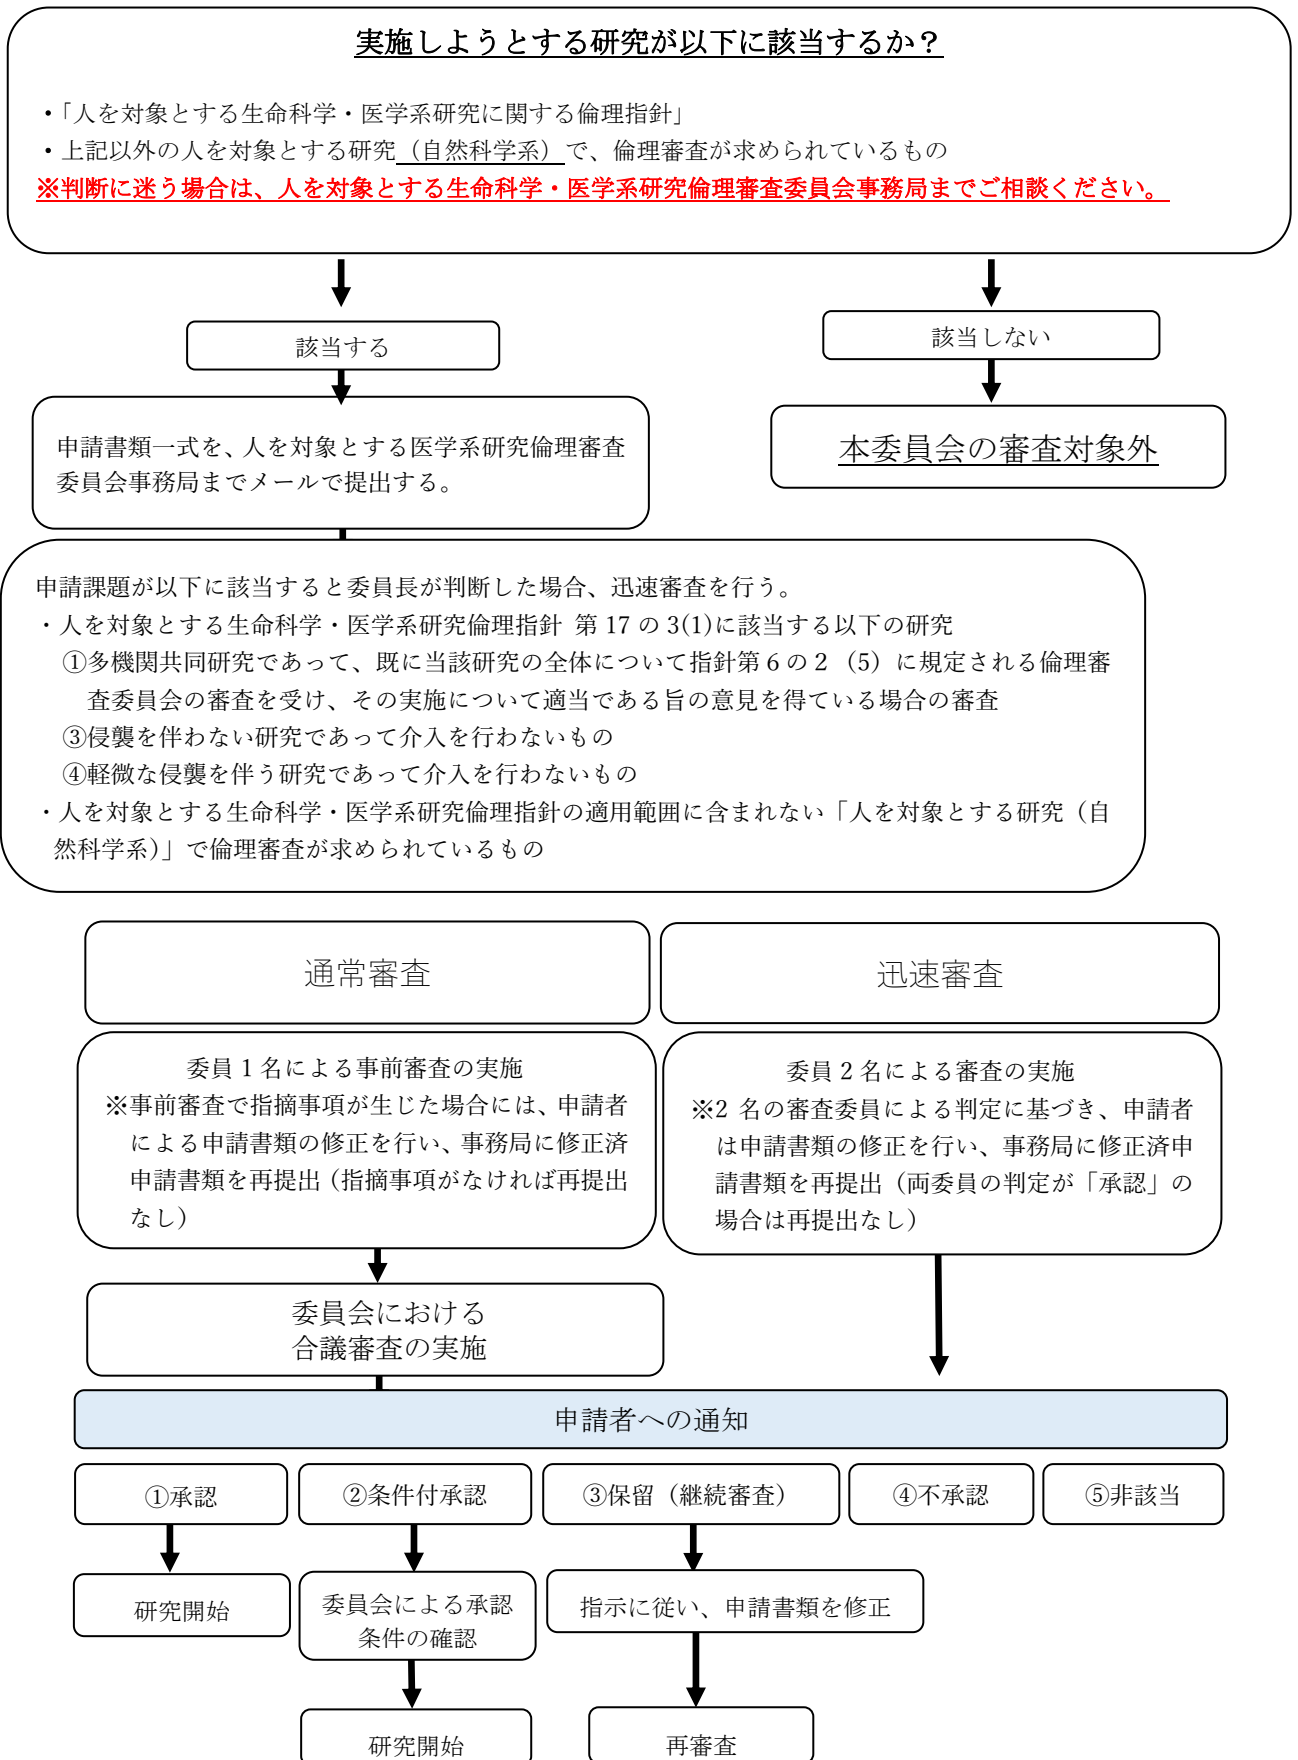 実施しようとする研究が以下に該当するか？
・「人を対象とする生命科学・医学系研究に関する倫理指針」
・上記以外の人を対象とする研究（自然科学系）で、倫理審査が求められているもの
※判断に迷う場合は、人を対象とする生命科学・医学系研究倫理審査委員会事務局までご相談ください。
該当する
該当しない
申請書類一式を、人を対象とする医学系研究倫理審査
委員会事務局までメールで提出する。
本委員会の審査対象外
申請課題が以下に該当すると委員長が判断した場合、迅速審査を行う。
・人を対象とする生命科学・医学系研究倫理指針 第 17 の 3(1)に該当する以下の研究
①多機関共同研究であって、既に当該研究の全体について指針第６の２（5）に規定される倫理審
査委員会の審査を受け、その実施について適当である旨の意見を得ている場合の審査
③侵襲を伴わない研究であって介入を行わないもの
④軽微な侵襲を伴う研究であって介入を行わないもの
・人を対象とする生命科学・医学系研究倫理指針の適用範囲に含まれない「人を対象とする研究（自
然科学系）」で倫理審査が求められているもの
通常審査
迅速審査
委員 1 名による事前審査の実施
※事前審査で指摘事項が生じた場合には、申請者
による申請書類の修正を行い、事務局に修正済
申請書類を再提出（指摘事項がなければ再提出
なし）
委員 2 名による審査の実施
※2 名の審査委員による判定に基づき、申請者
は申請書類の修正を行い、事務局に修正済申
請書類を再提出（両委員の判定が「承認」の
場合は再提出なし）
委員会における
合議審査の実施
申請者への通知
①承認
②条件付承認
③保留（継続審査）
④不承認
⑤非該当
研究開始
委員会による承認
条件の確認
指示に従い、申請書類を修正
研究開始
再審査